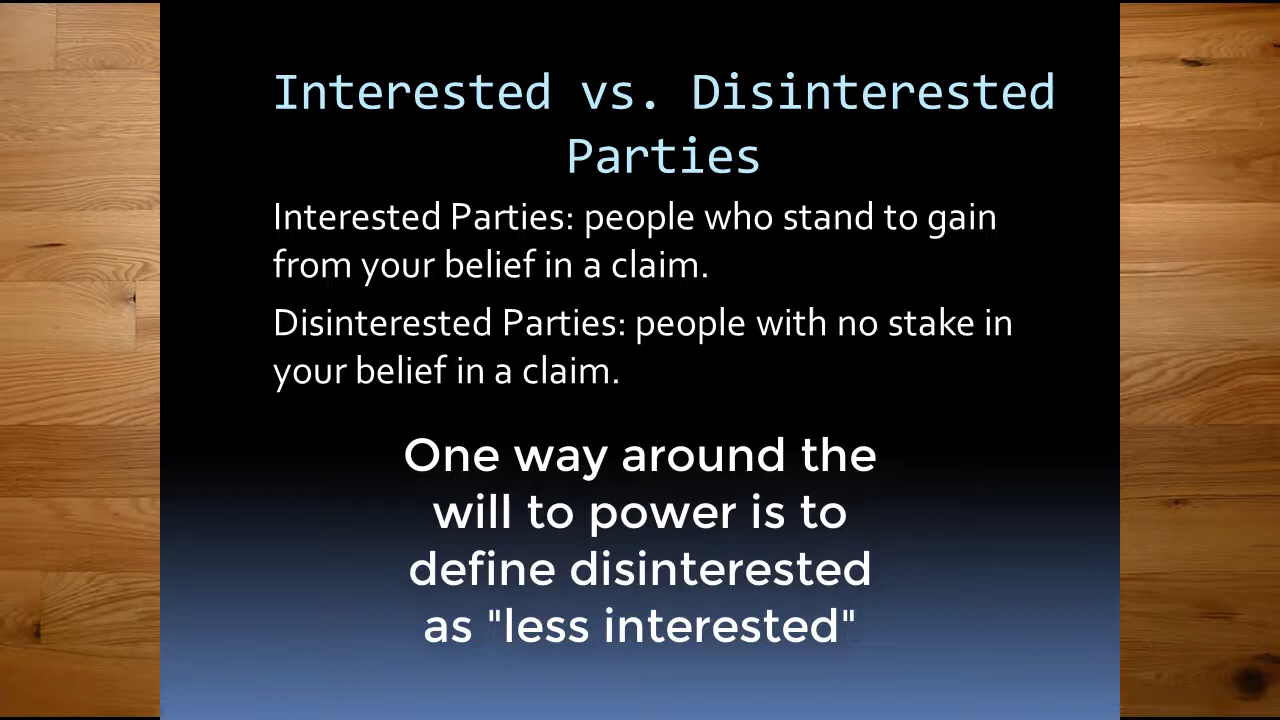 Interested vs. Disinterested
Parties
Interested Parties: people who stand to gain
from your belief in a claim.
Disinterested Parties: people with no stake in
your belief in a claim.
One way around the
will to power is to
define disinterested
as "less interested"